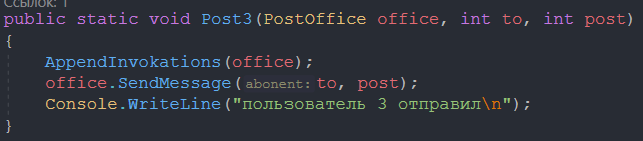 Ссылок: 1
public static void Post3(PostOffice office, int to, int post)
{
AppendInvokations(office);
office.SendMessage(abonent: to, post);
Console.WriteLine("пользователь 3 отправил\n");
}